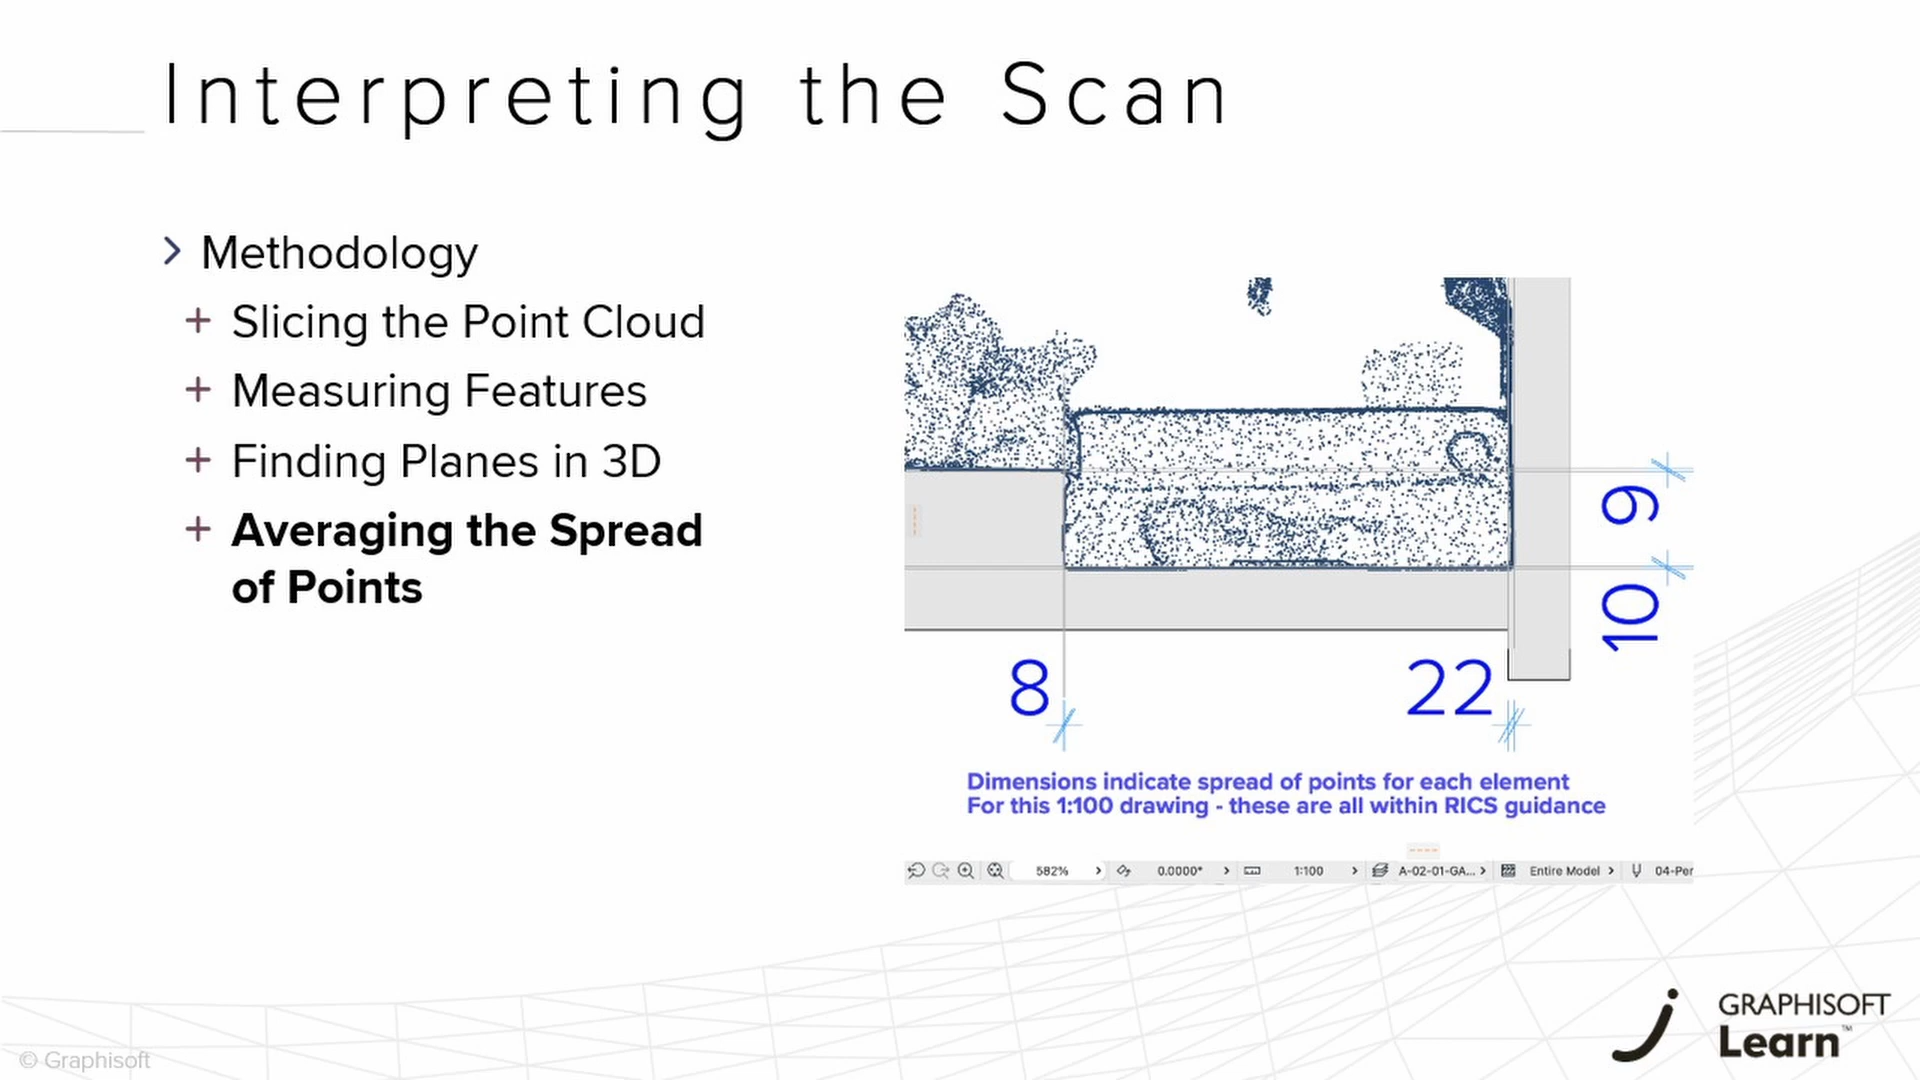 Interpreting the Scan
Methodology
Slicing the Point Cloud
Measuring Features
Finding Planes in 3D
Averaging the Spread
of Points
9
10
8
22
Dimensions indicate spread of points for each element
For this 1:100 drawing - these are all within RICS guidance
582% 0.0000° 1:100 A-02-01-GA... Entire Model 04-Per
GRAPHISOFT
Learn™
© Graphisoft